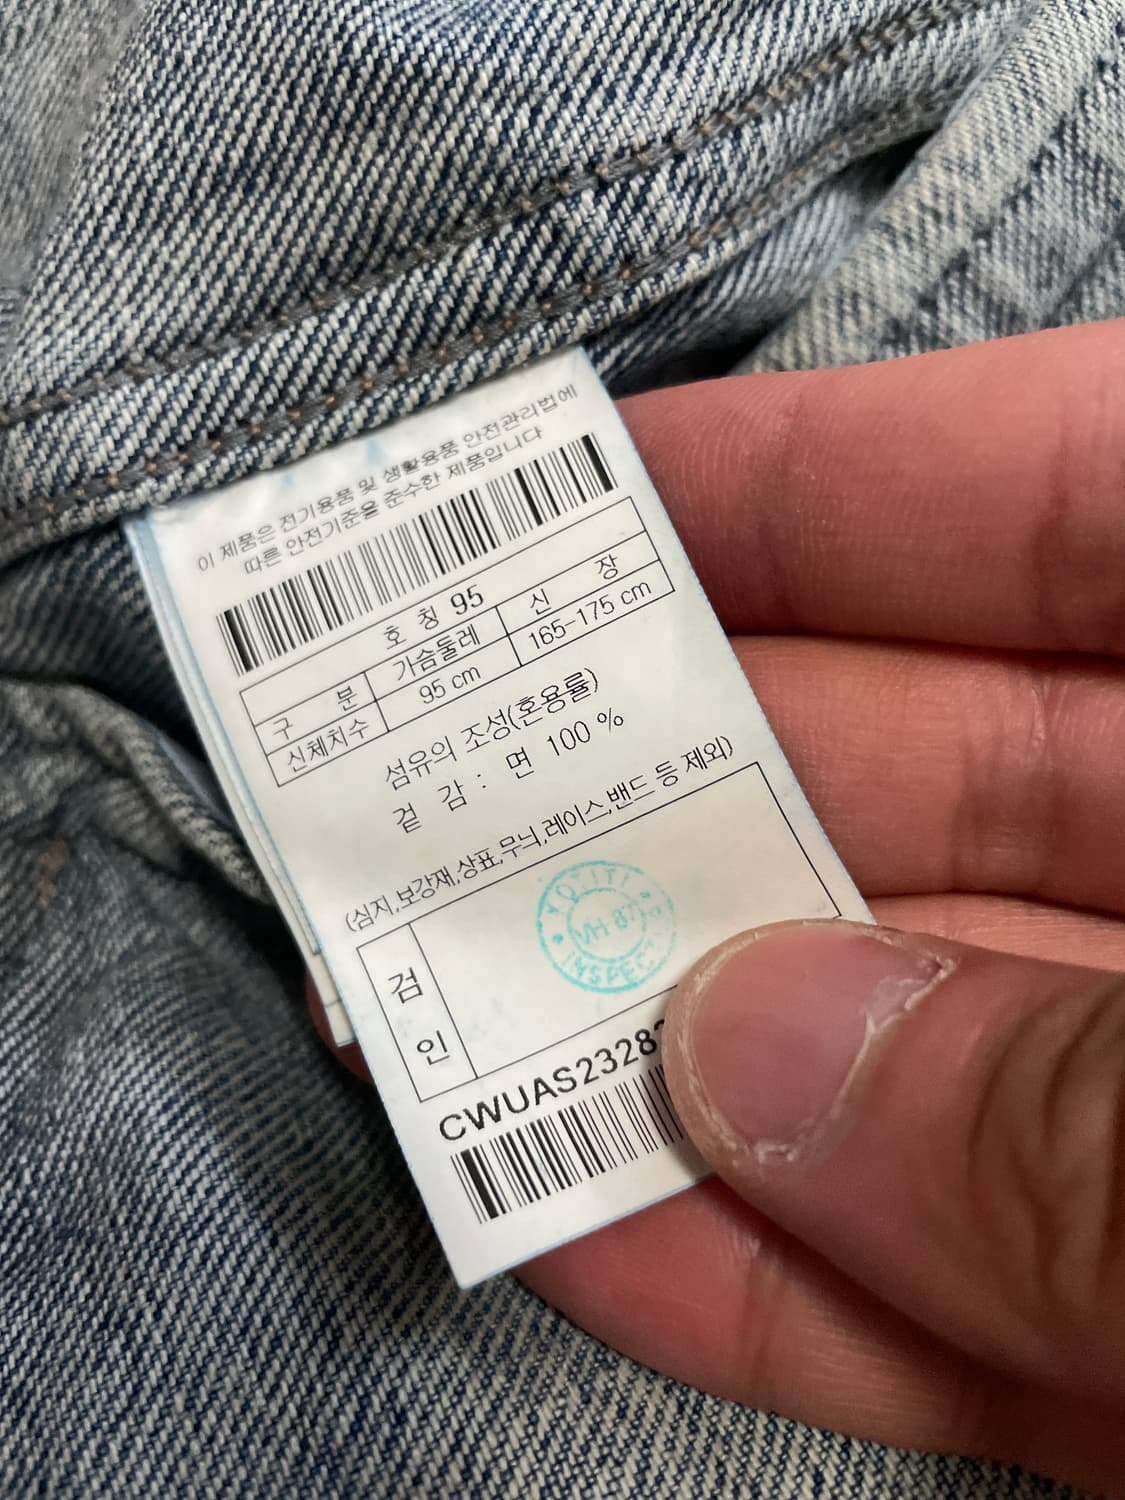 이 제품은 전기용품 및 생활용품 안전관리법에
따른 안전기준을 준수한 제품입니다
호 칭 95
구 분 가슴둘레 신 장
신체치수 95 cm 165-175 cm
섬유의 조성(혼용률)
겉 감 : 면 100 %
(심지,보강재,상표,무늬,레이스,밴드 등 제외)
검
인